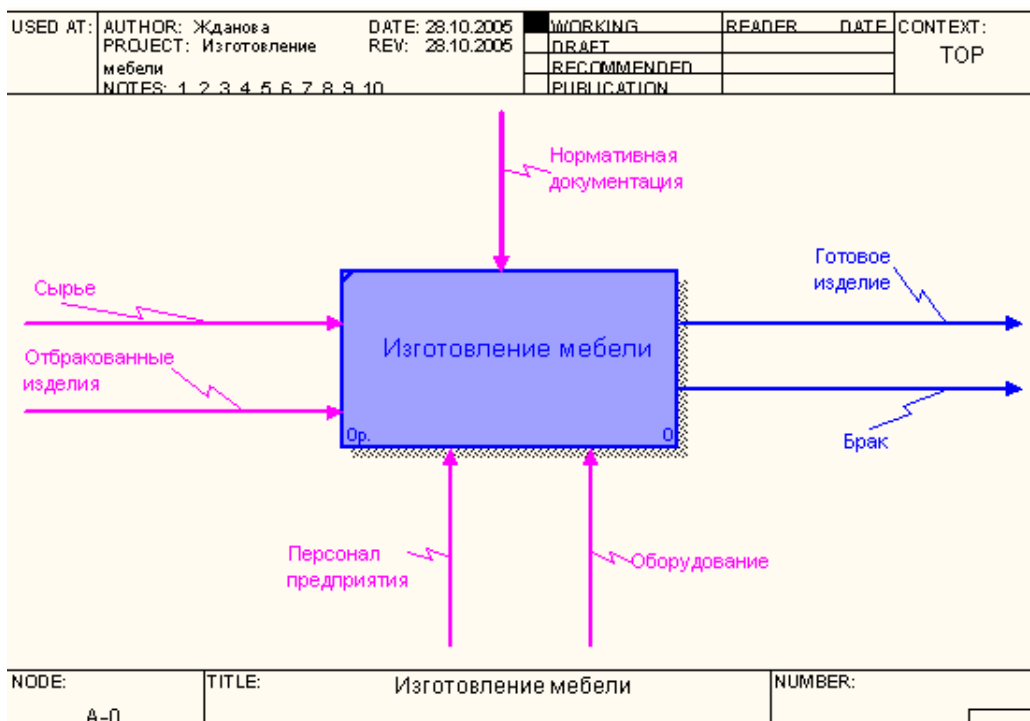 USED AT: AUTHOR: Жданова DATE: 28.10.2005 WORKING READER DATE CONTEXT:
PROJECT: Изготовление REV: 28.10.2005 DRAFT TOP
мебели RECOMMENDED
NOTES: 1 2 3 4 5 6 7 8 9 10 PUBLICATION
Нормативная
документация
Готовое
изделие
Сырье
Изготовление мебели
Отбракованные
изделия
0р. 0
Брак
Персонал
предприятия
Оборудование
NODE: TITLE: Изготовление мебели NUMBER:
A-0